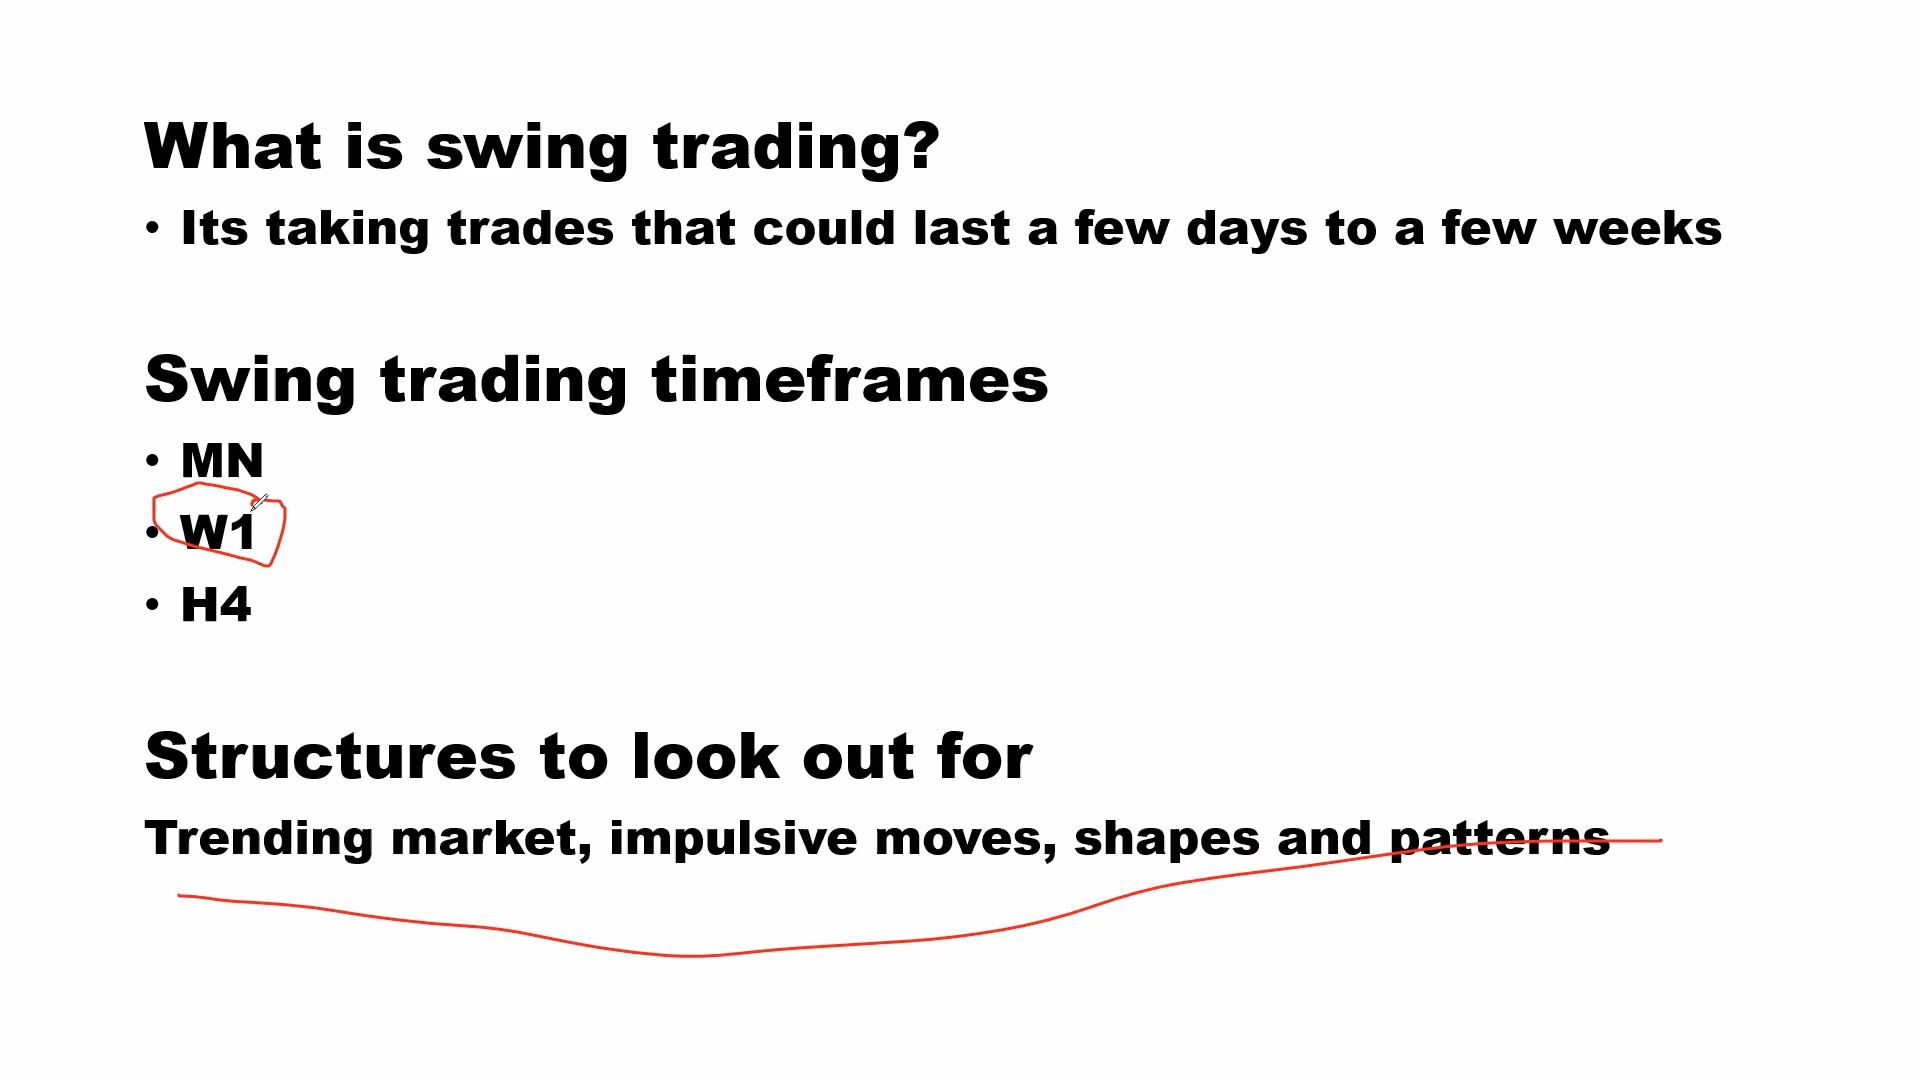 What is swing trading?
• Its taking trades that could last a few days to a few weeks
Swing trading timeframes
• MN
• W1
• H4
Structures to look out for
Trending market, impulsive moves, shapes and patterns